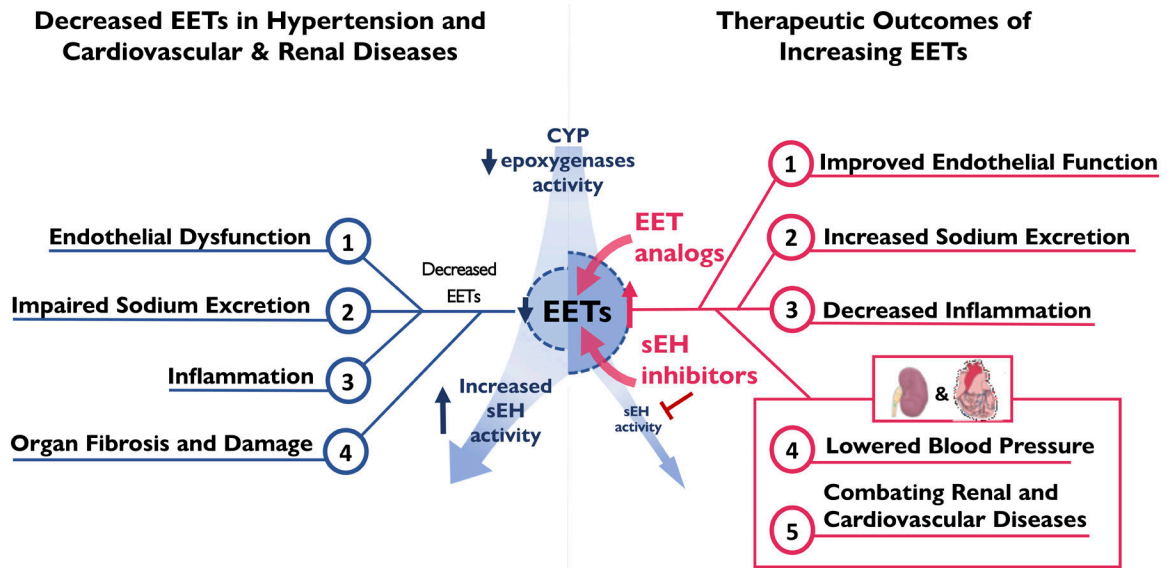 Decreased EETs in Hypertension and
Cardiovascular & Renal Diseases
Therapeutic Outcomes of
Increasing EETs
CYP
epoxygenases
activity
Endothelial Dysfunction 1
Impaired Sodium Excretion 2
Inflammation 3
Organ Fibrosis and Damage 4
Decreased
EETs
EETs
Increased
sEH
activity
EET
analogs
sEH
inhibitors
sEH
activity
1 Improved Endothelial Function
2 Increased Sodium Excretion
3 Decreased Inflammation
&
4 Lowered Blood Pressure
Combating Renal and
5 Cardiovascular Diseases